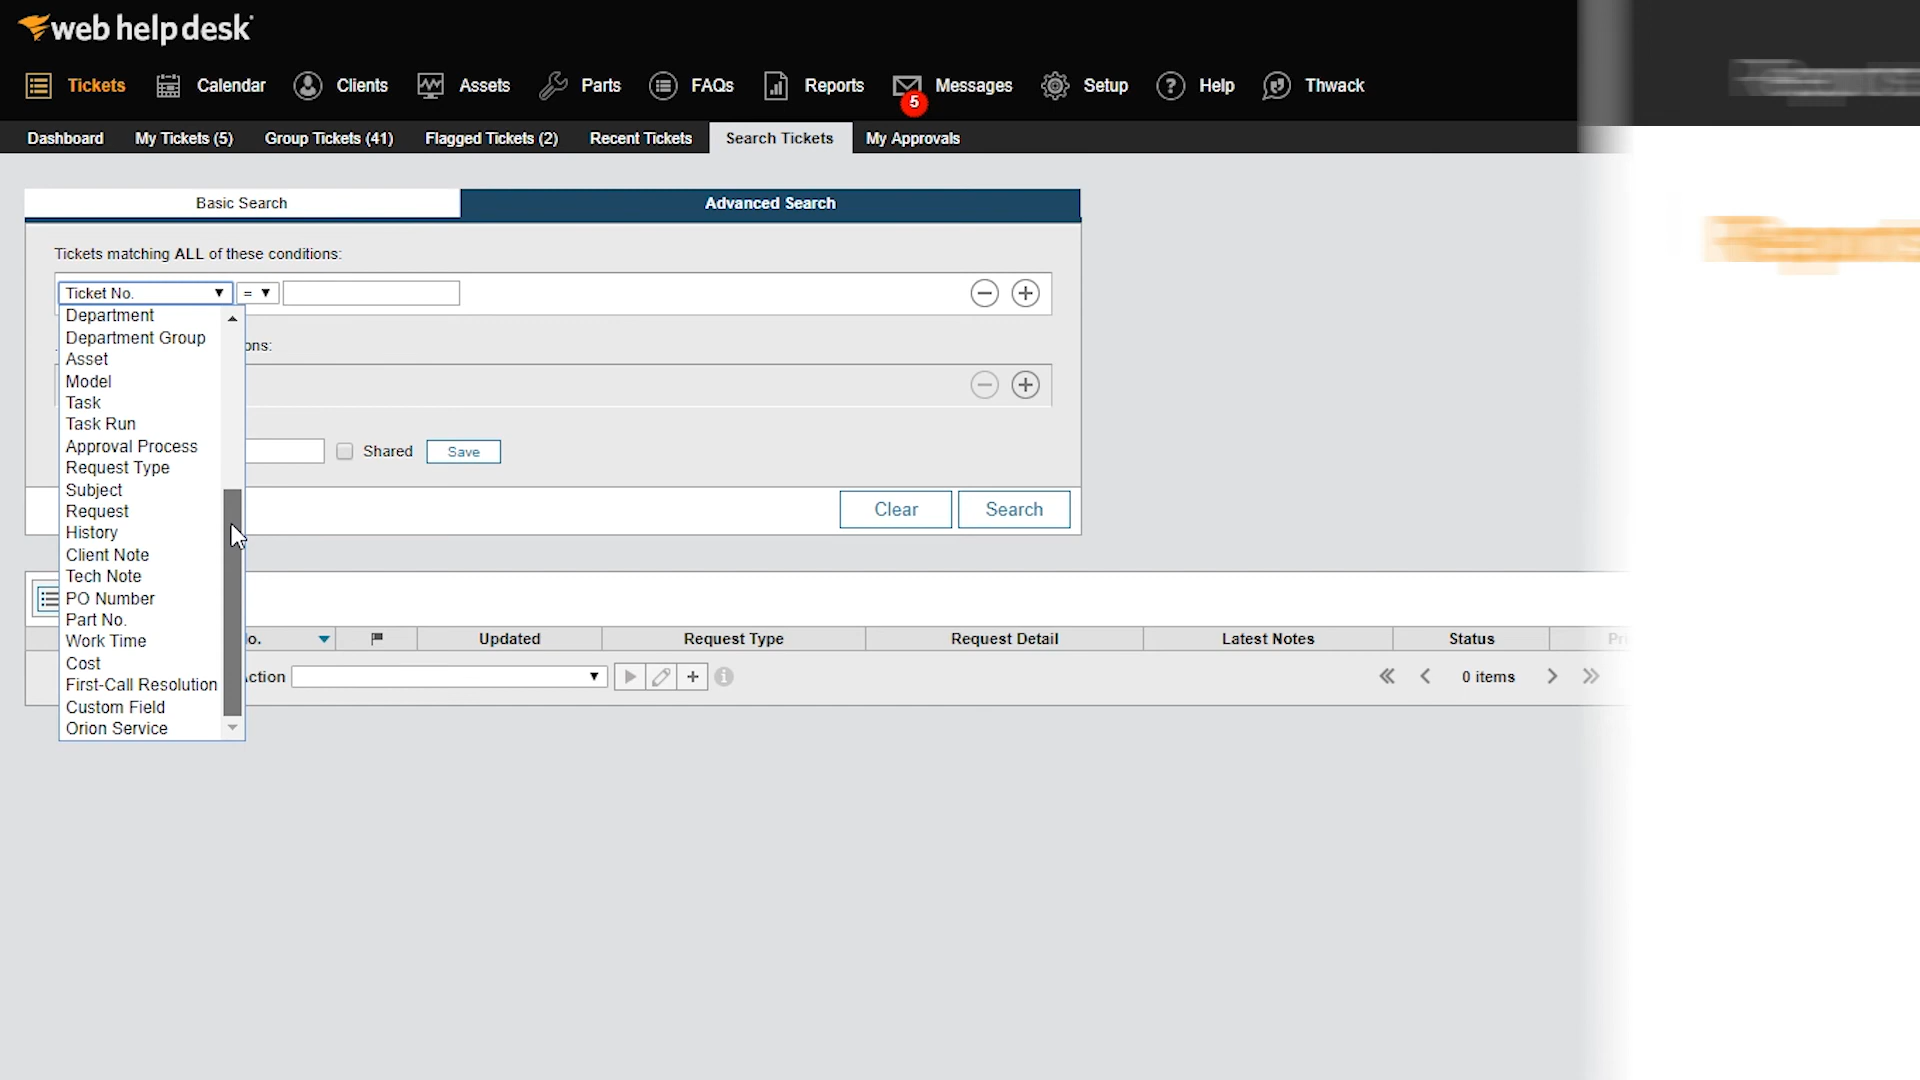 web help desk
Tickets Calendar Clients Assets Parts FAQs Reports 5 Messages Setup Help Thwack
Dashboard My Tickets (5) Group Tickets (41) Flagged Tickets (2) Recent Tickets Search Tickets My Approvals
Basic Search Advanced Search
Tickets matching ALL of these conditions:
Ticket No. =
Department
Department Group
ons:
Asset
Model
Task
Task Run
Approval Process
Shared Save
Request Type
Subject
Request
Clear Search
History
Client Note
Tech Note
PO Number
Part No.
Work Time
o. Updated Request Type Request Detail Latest Notes Status
Cost
First-Call Resolution
ction 0 items
Custom Field
Orion Service